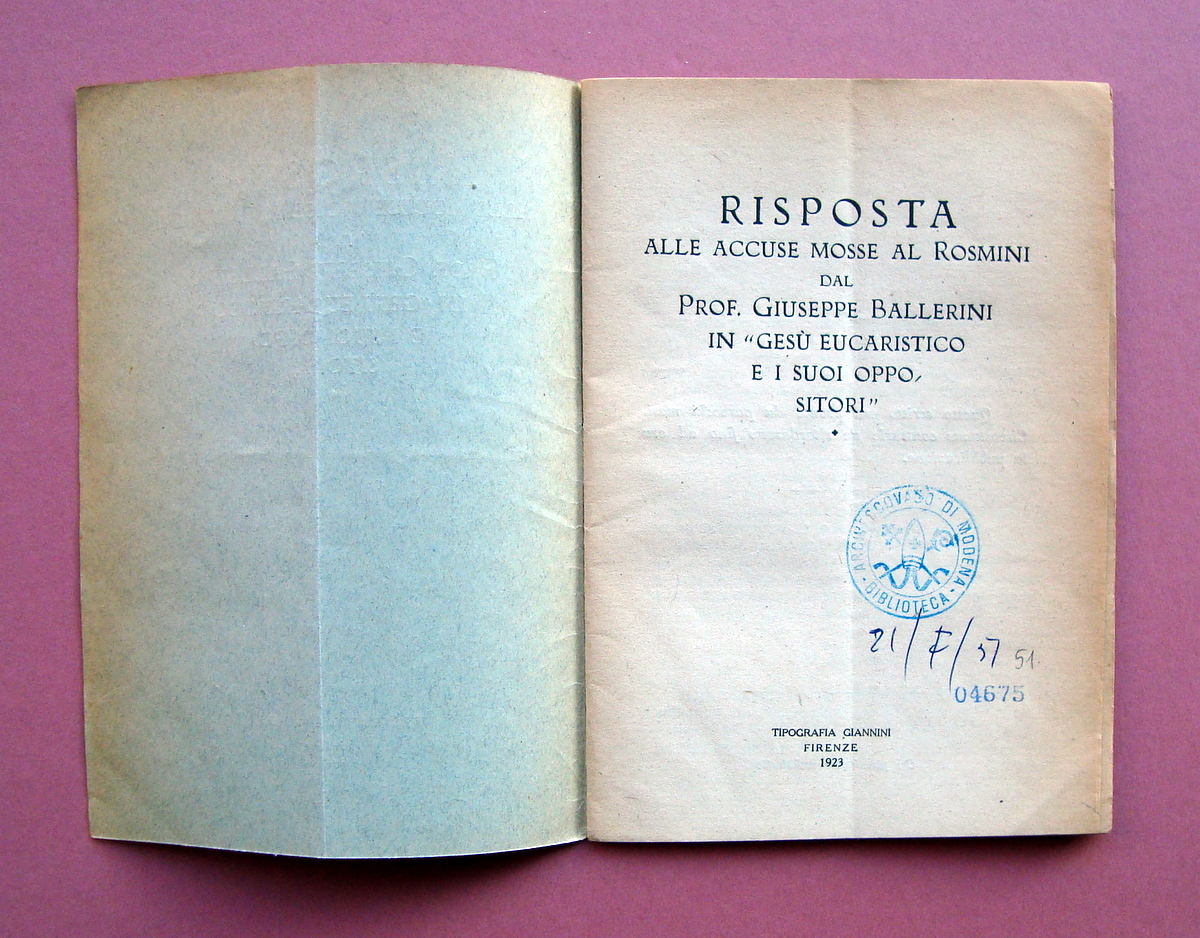 RISPOSTA
ALLE ACCUSE MOSSE AL ROSMINI
DAL
PROF. GIUSEPPE BALLERINI
IN "GESÙ EUCARISTICO
E I SUOI OPPO-
SITORI"
ARCIVESCOVADO DI MODENA
- BIBLIOTECA -
21/ /57 51.
04675
TIPOGRAFIA GIANNINI
FIRENZE
1923